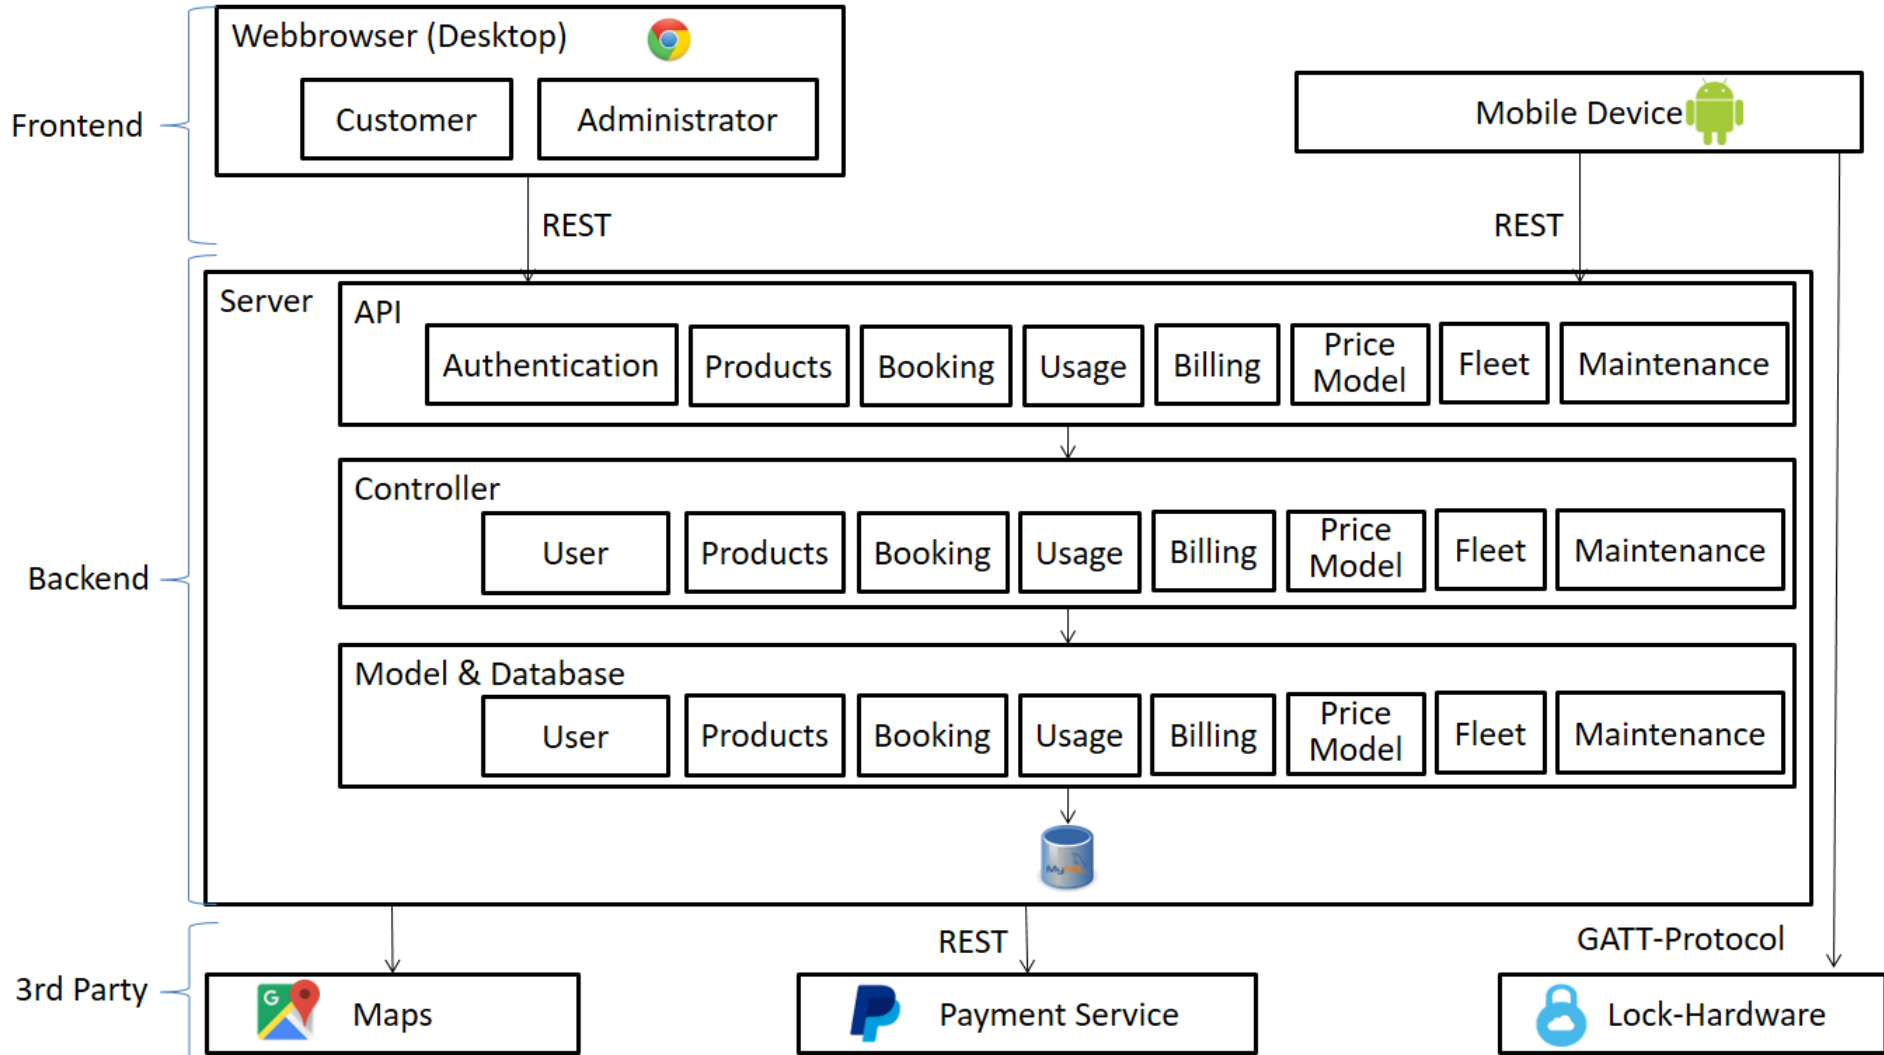 Webbrowser (Desktop)
Customer
Administrator
Mobile Device
Frontend
REST
REST
Server
API
Authentication
Products
Booking
Usage
Billing
Price
Model
Fleet
Maintenance
Controller
User
Products
Booking
Usage
Billing
Price
Model
Fleet
Maintenance
Backend
Model & Database
User
Products
Booking
Usage
Billing
Price
Model
Fleet
Maintenance
MySQL
REST
GATT-Protocol
3rd Party
G
Maps
Payment Service
Lock-Hardware